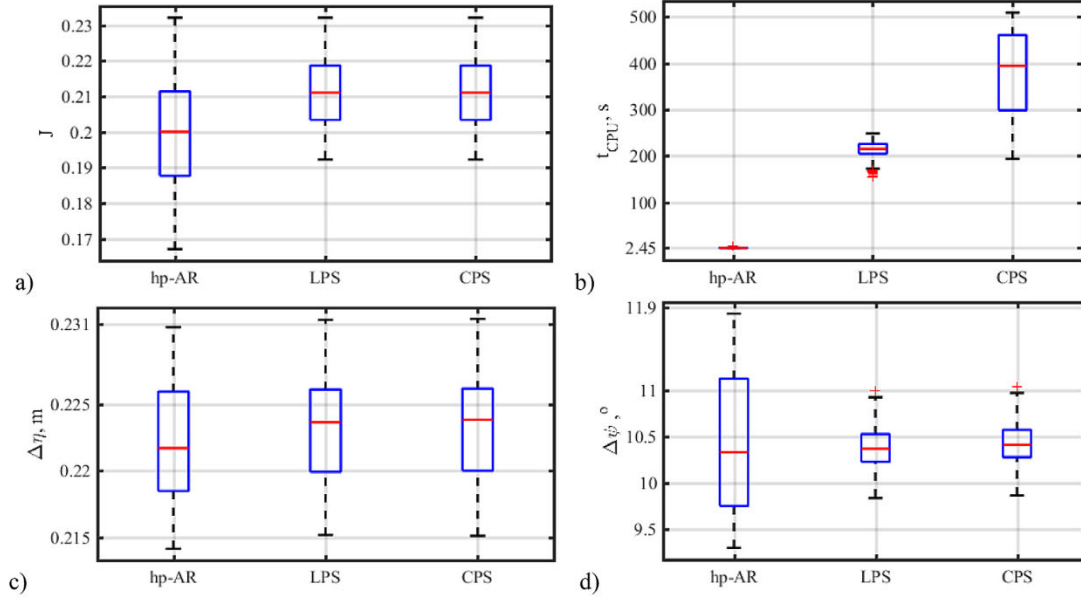 0.23
0.22
0.21
0.2
0.19
0.18
0.17
J
hp-AR LPS CPS
a)
500
400
300
200
100
2.45
t_CPU, s
hp-AR LPS CPS
b)
0.231
0.225
0.22
0.215
Δη, m
hp-AR LPS CPS
c)
11.9
11
10.5
10
9.5
Δψ̇, °
hp-AR LPS CPS
d)